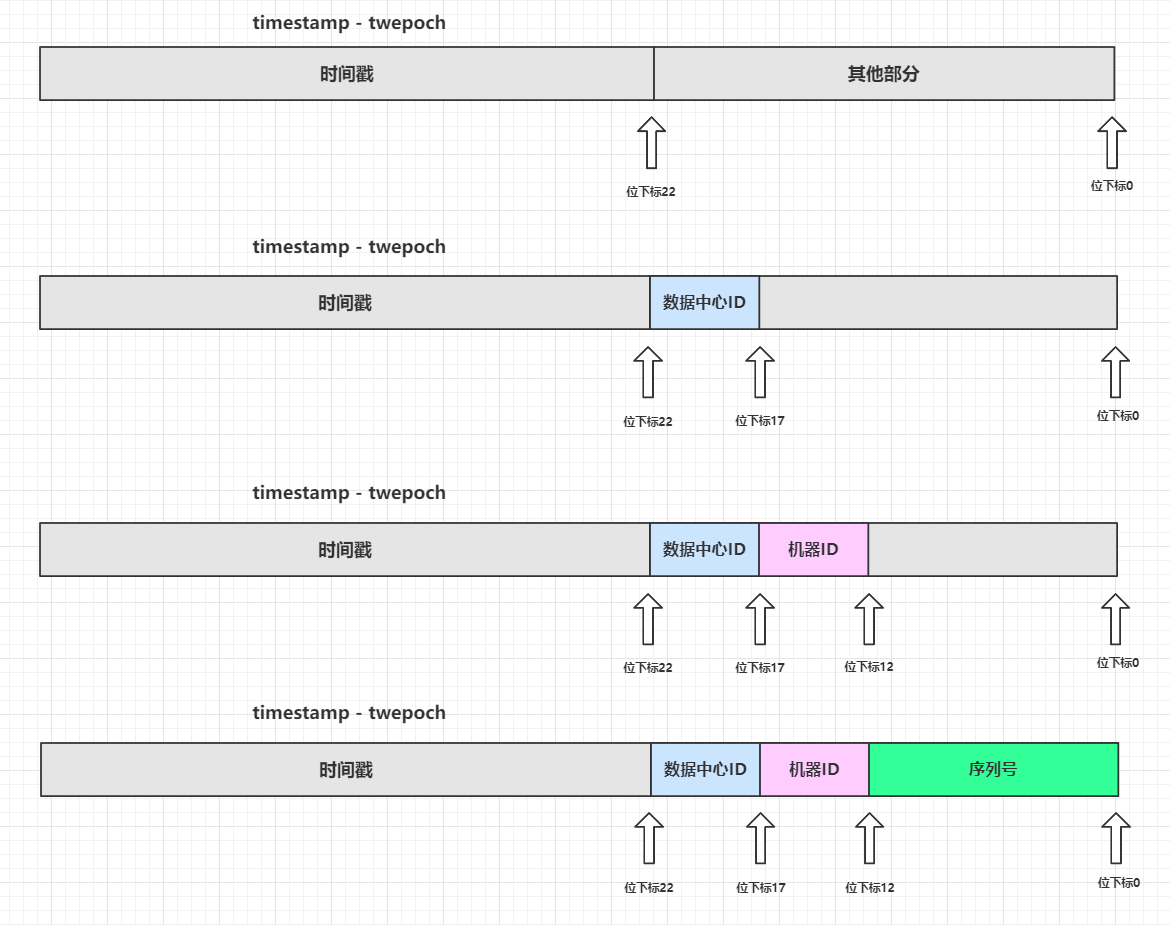 timestamp - twepoch
时间戳 其他部分
位下标22 位下标0
timestamp - twepoch
时间戳 数据中心ID
位下标22 位下标17 位下标0
timestamp - twepoch
时间戳 数据中心ID 机器ID
位下标22 位下标17 位下标12 位下标0
timestamp - twepoch
时间戳 数据中心ID 机器ID 序列号
位下标22 位下标17 位下标12 位下标0